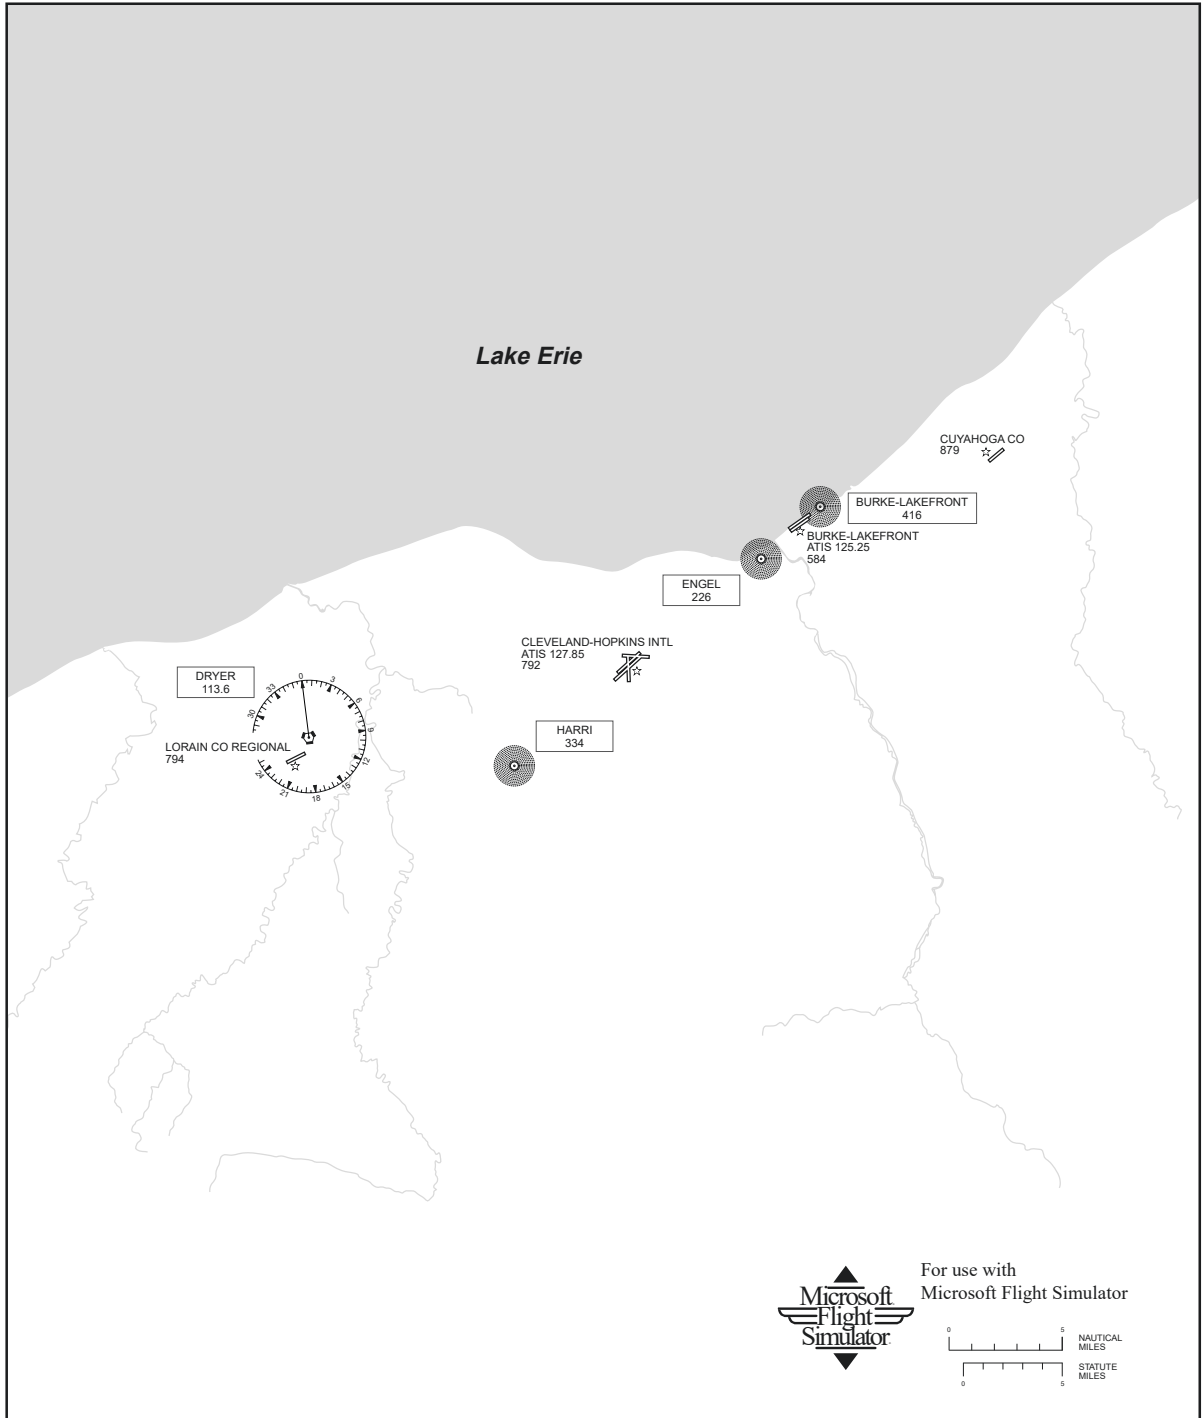 Lake Erie
CUYAHOGA CO
879
BURKE-LAKEFRONT
416
BURKE-LAKEFRONT
ATIS 125.25
584
ENGEL
226
CLEVELAND-HOPKINS INTL
ATIS 127.85
792
DRYER
113.6
HARRI
334
LORAIN CO REGIONAL
794
0
3
6
9
12
15
18
21
24
30
33
Microsoft
Flight
Simulator
For use with
Microsoft Flight Simulator
0 5
NAUTICAL
MILES
STATUTE
MILES
0 5